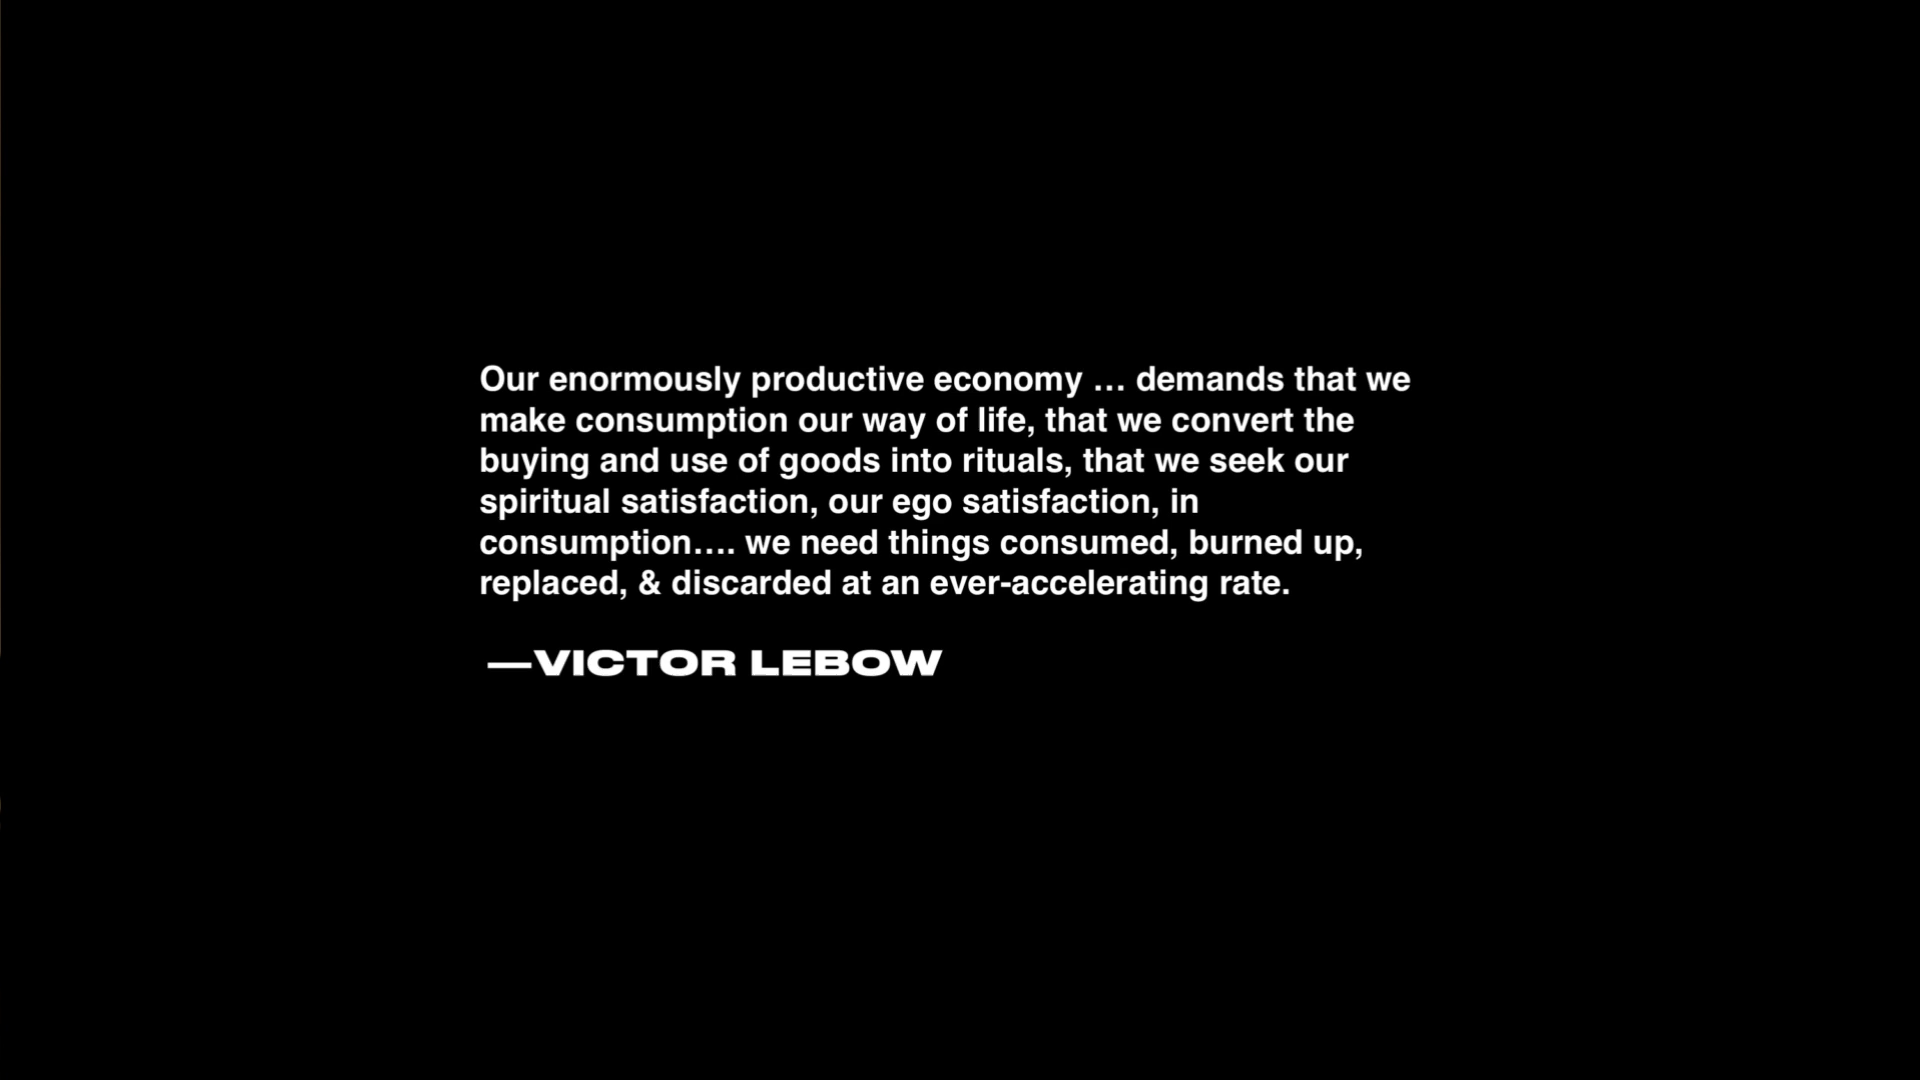 Our enormously productive economy … demands that we
make consumption our way of life, that we convert the
buying and use of goods into rituals, that we seek our
spiritual satisfaction, our ego satisfaction, in
consumption…. we need things consumed, burned up,
replaced, & discarded at an ever-accelerating rate.
—VICTOR LEBOW